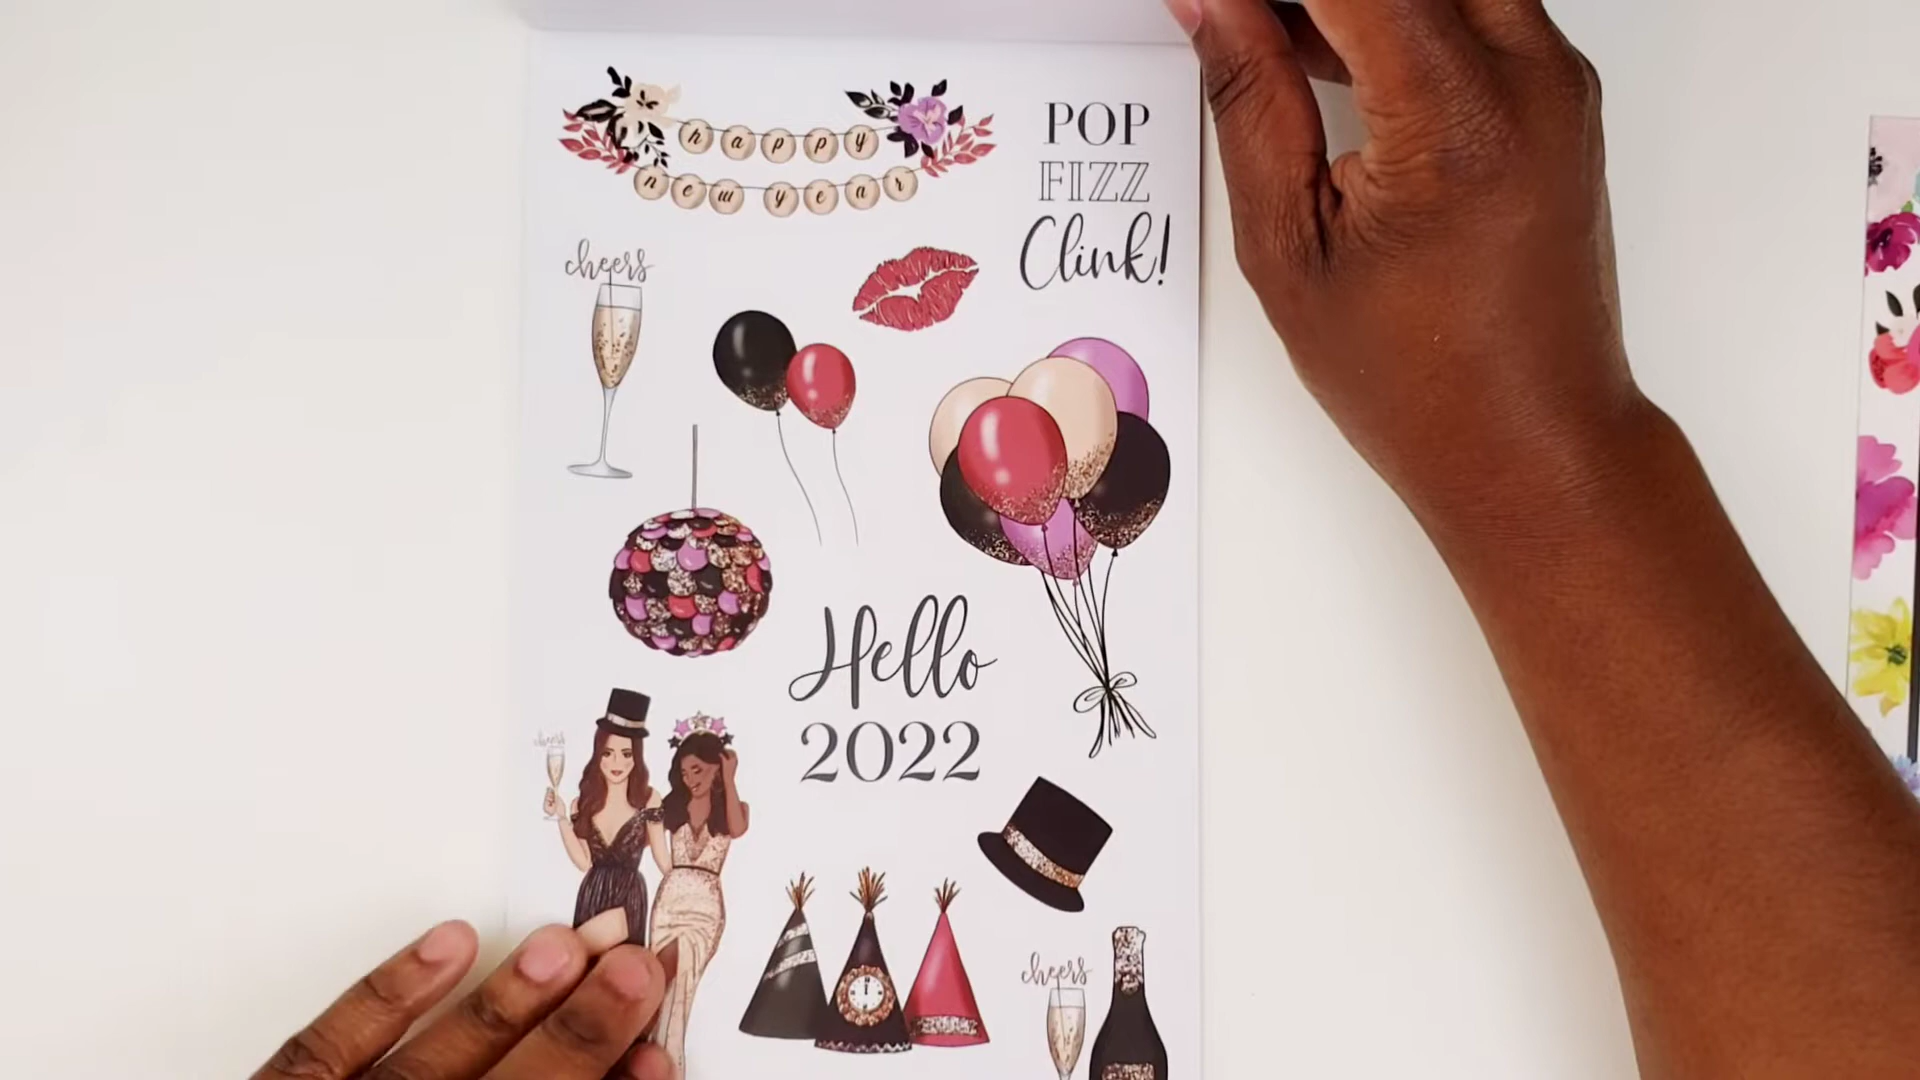 happy
new year
POP
FIZZ
Clink!
cheers
Hello
2022
cheers
cheers